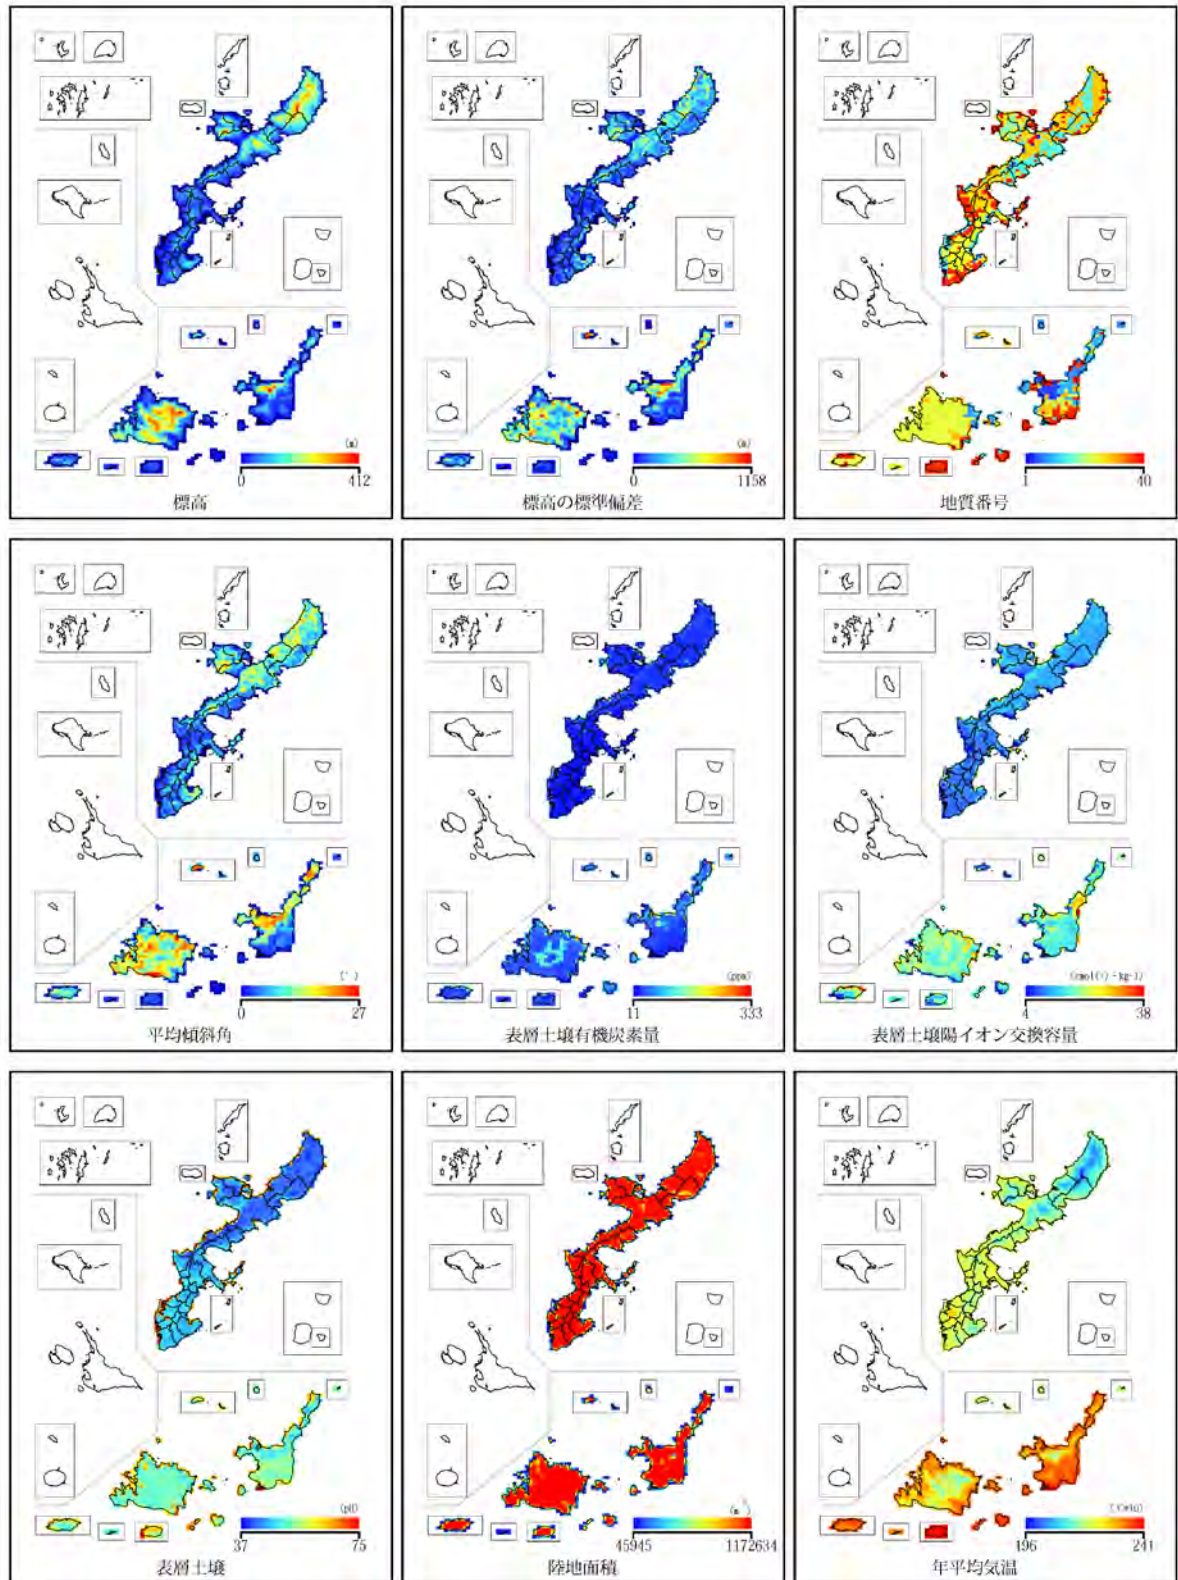 (m)
0 412
標高
(m)
0 1158
標高の標準偏差
1 40
地質番号
(°)
0 27
平均傾斜角
(ppm)
11 333
表層土壌有機炭素量
(cmol(+)・kg-1)
4 38
表層土壌陽イオン交換容量
(pH)
37 75
表層土壌
45945 1172634
陸地面積
196 241
年平均気温